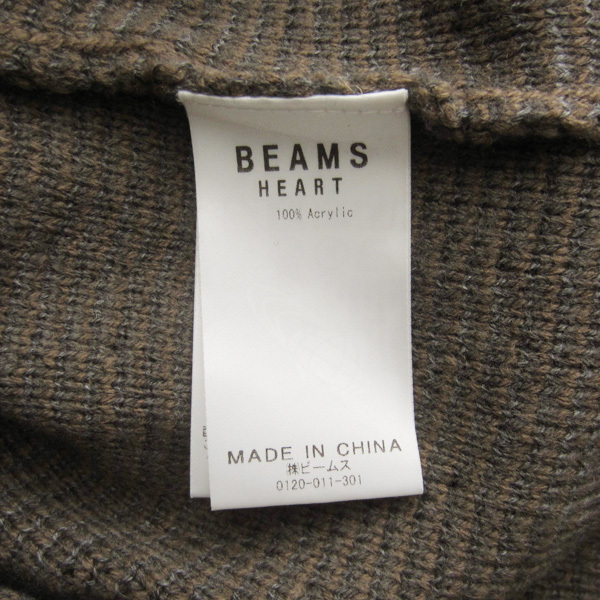 BEAMS
HEART
100% Acrylic
MADE IN CHINA
㈱ビームス
0120-011-301